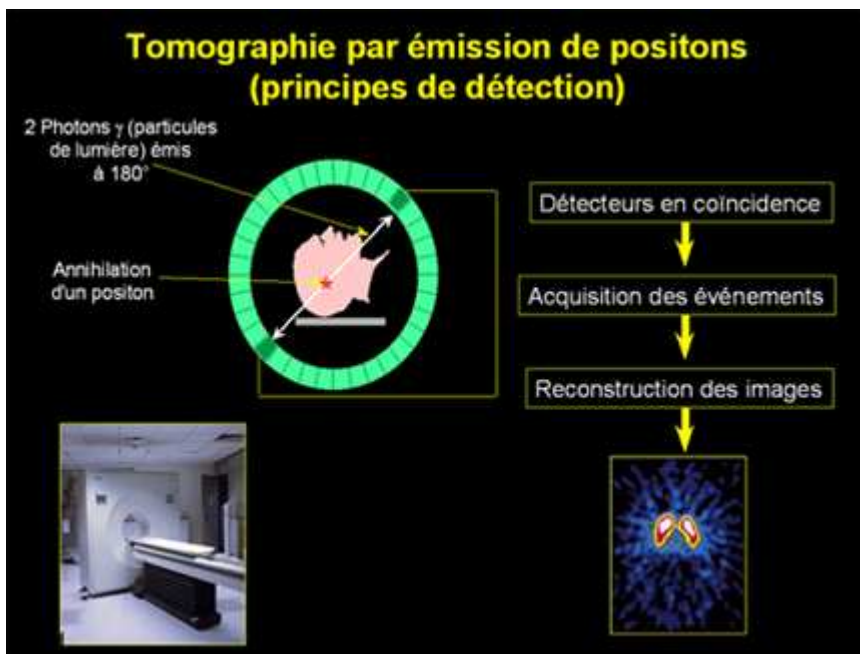 Tomographie par émission de positons
(principes de détection)
2 Photons γ (particules
de lumière) émis
à 180°
Annihilation
d'un positon
Détecteurs en coïncidence
Acquisition des événements
Reconstruction des images